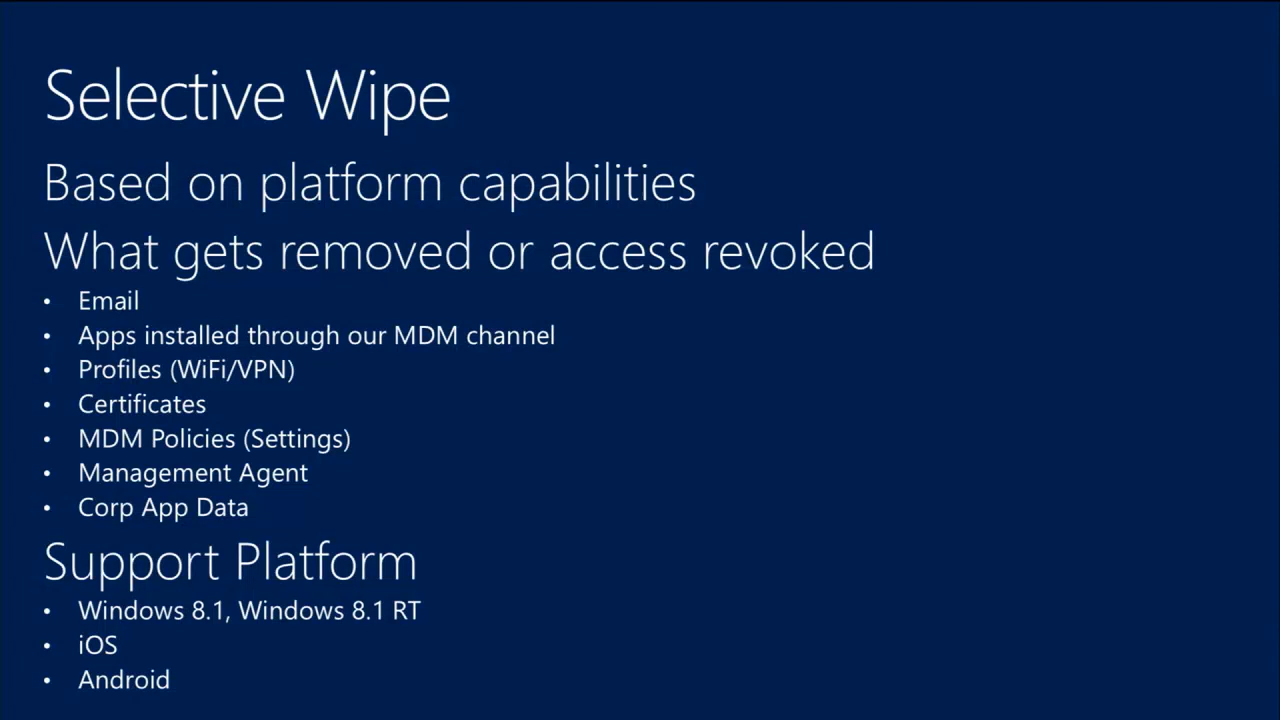 Selective Wipe
Based on platform capabilities
What gets removed or access revoked
• Email
• Apps installed through our MDM channel
• Profiles (WiFi/VPN)
• Certificates
• MDM Policies (Settings)
• Management Agent
• Corp App Data
Support Platform
• Windows 8.1, Windows 8.1 RT
• iOS
• Android